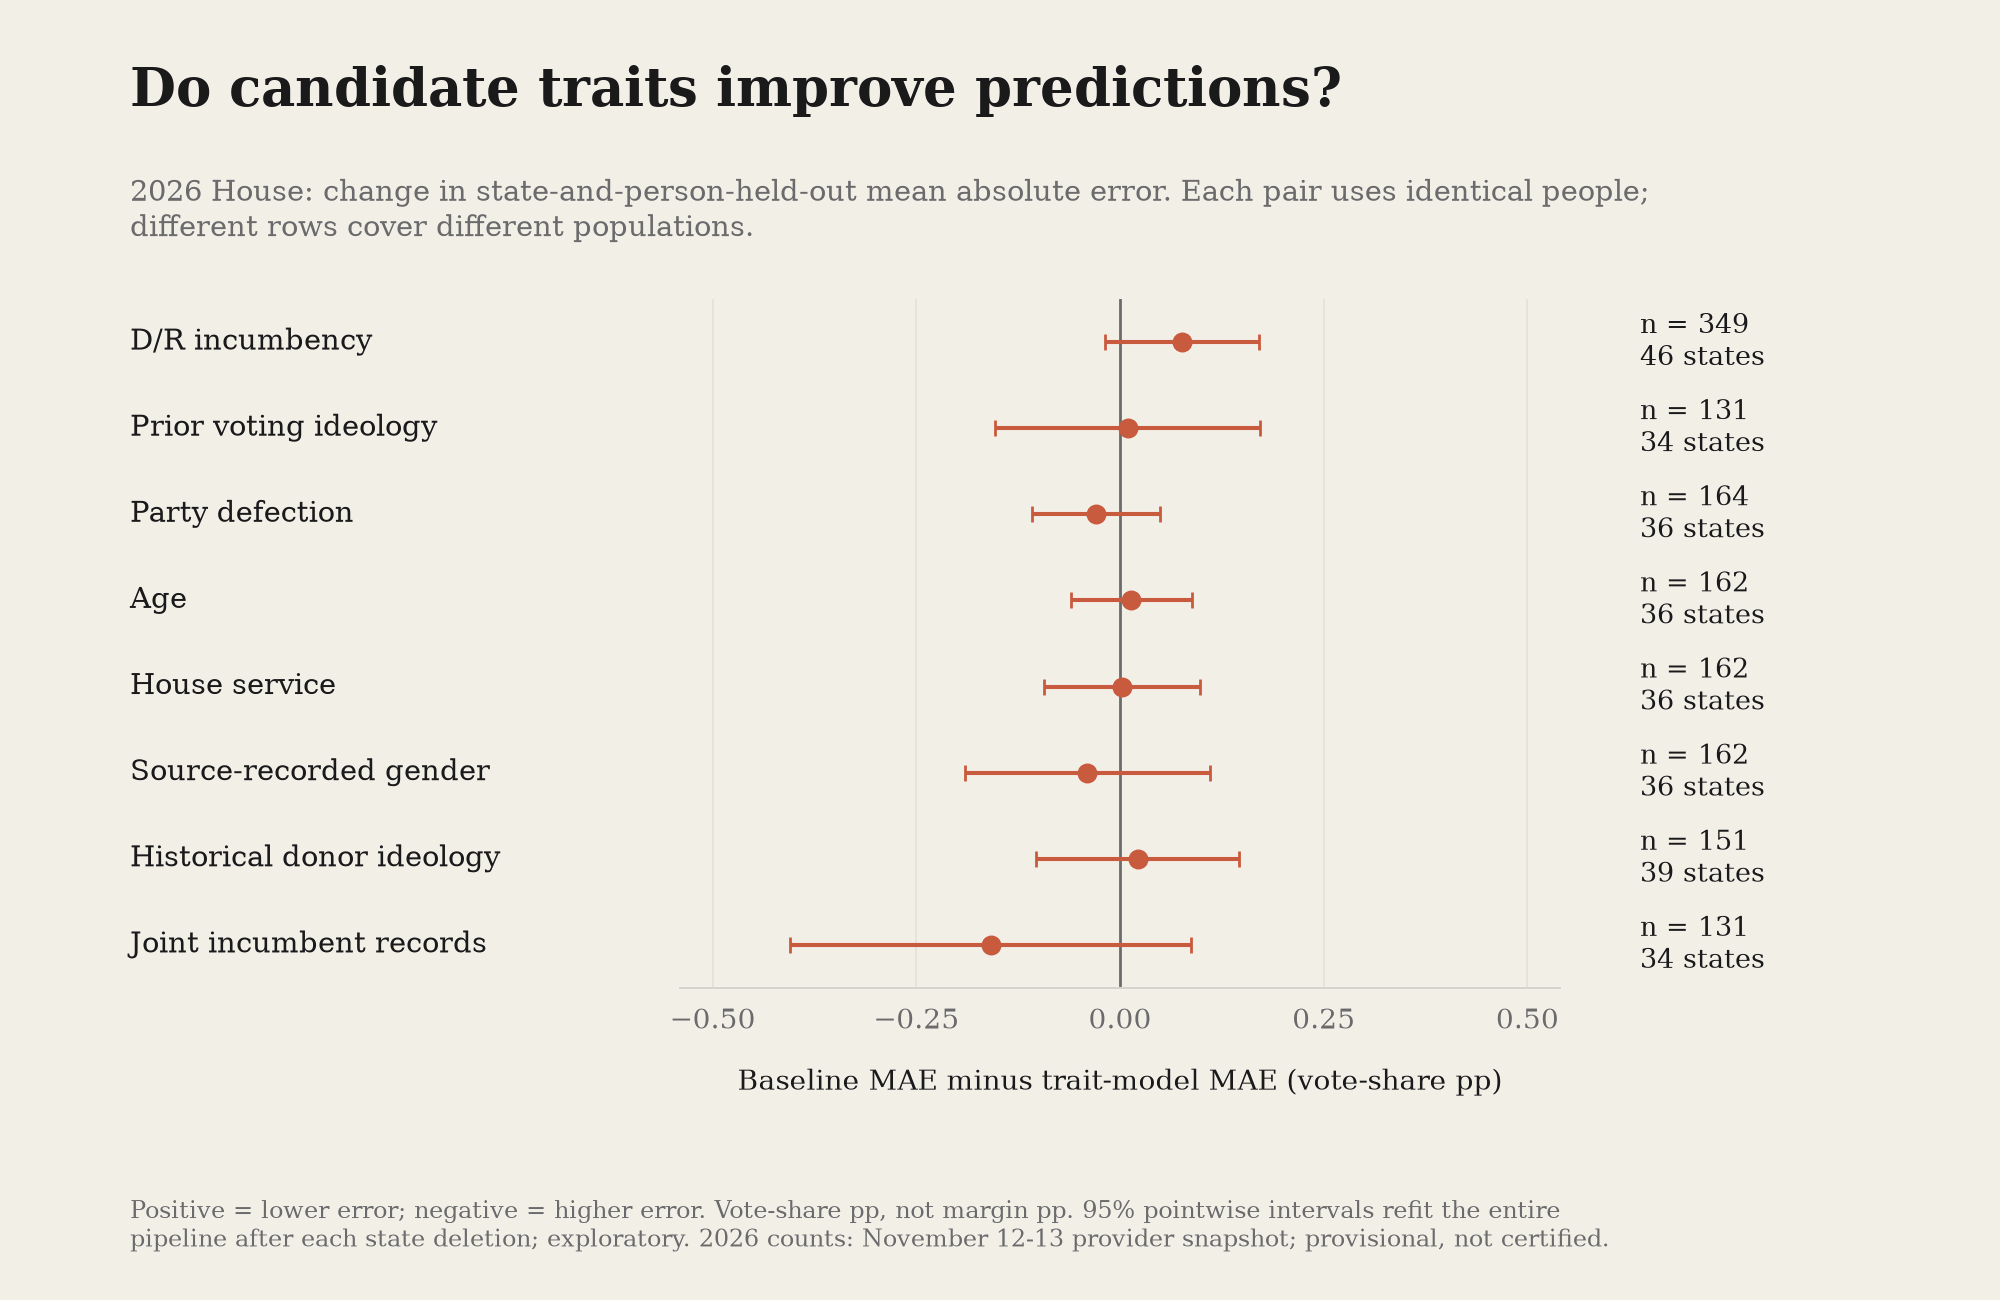 Do candidate traits improve predictions?
2026 House: change in state-and-person-held-out mean absolute error. Each pair uses identical people;
different rows cover different populations.
D/R incumbency
n = 349
46 states
Prior voting ideology
n = 131
34 states
Party defection
n = 164
36 states
Age
n = 162
36 states
House service
n = 162
36 states
Source-recorded gender
n = 162
36 states
Historical donor ideology
n = 151
39 states
Joint incumbent records
n = 131
34 states
−0.50 −0.25 0.00 0.25 0.50
Baseline MAE minus trait-model MAE (vote-share pp)
Positive = lower error; negative = higher error. Vote-share pp, not margin pp. 95% pointwise intervals refit the entire
pipeline after each state deletion; exploratory. 2026 counts: November 12-13 provider snapshot; provisional, not certified.